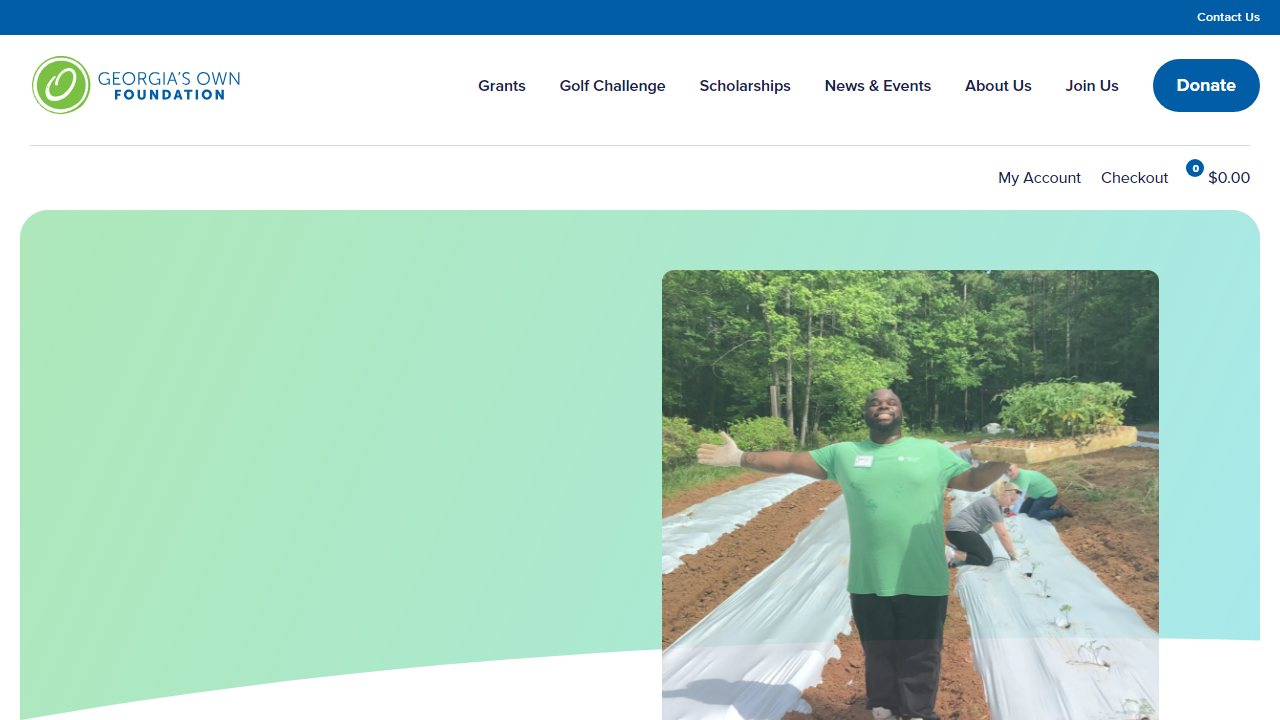 Contact Us
GEORGIA'S OWN
FOUNDATION
Grants
Golf Challenge
Scholarships
News & Events
About Us
Join Us
Donate
My Account
Checkout
0
$0.00